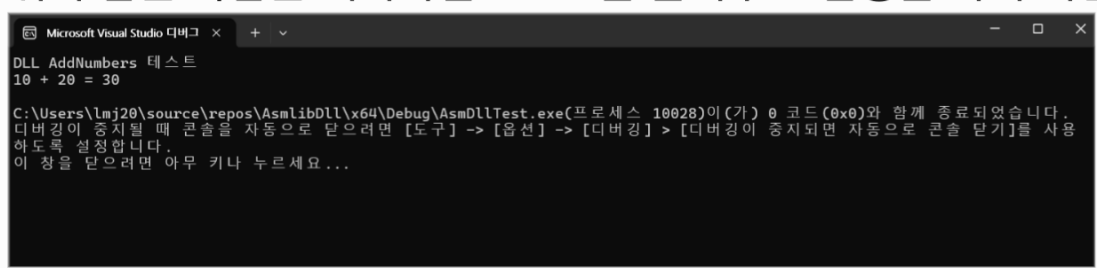 Microsoft Visual Studio 디버그
DLL AddNumbers 테스트
10 + 20 = 30
C:\Users\lmj20\source\repos\AsmlibDll\x64\Debug\AsmDllTest.exe(프로세스 10028)이(가) 0 코드(0x0)와 함께 종료되었습니다.
디버깅이 중지될 때 콘솔을 자동으로 닫으려면 [도구] -> [옵션] -> [디버깅] > [디버깅이 중지되면 자동으로 콘솔 닫기]를 사용
하도록 설정합니다.
이 창을 닫으려면 아무 키나 누르세요...